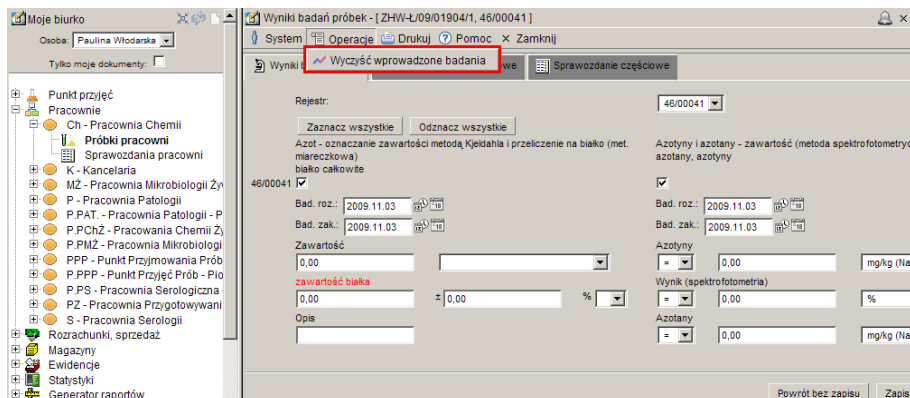 Moje biurko
Osoba: Paulina Włodarska
Tylko moje dokumenty:
Punkt przyjęć
Pracownie
Ch - Pracownia Chemii
Próbki pracowni
Sprawozdania pracowni
K - Kancelaria
MŻ - Pracownia Mikrobiologii Żyw
P - Pracownia Patologii
P.PAT. - Pracownia Patologii - P
P.PChŻ - Pracowania Chemii Ży
P.PMŻ - Pracownia Mikrobiologi
PPP - Punkt Przyjmowania Prób
P.PPP - Punkt Przyjęć Prób - Pio
P.PS - Pracownia Serologiczna
PZ - Pracownia Przygotowywani
S - Pracownia Serologii
Rozrachunki, sprzedaż
Magazyny
Ewidencje
Statystyki
Generator raportów
Wyniki badań próbek - [ ZHW-Ł/09/01904/1, 46/00041 ]
System Operacje Drukuj Pomoc Zamknij
Wyczyść wprowadzone badania
Wyniki we Sprawozdanie częściowe
Rejestr: 46/00041
Zaznacz wszystkie Odznacz wszystkie
Azot - oznaczanie zawartości metodą Kjeldahla i przeliczenie na białko (met. miareczkowa)
białko całkowite
Azotyny i azotany - zawartość (metoda spektrofotometryc
azotany, azotyny
46/00041
Bad. roz.: 2009.11.03 Bad. roz.: 2009.11.03
Bad. zak.: 2009.11.03 Bad. zak.: 2009.11.03
Zawartość Azotyny
0,00 = 0,00 mg/kg (Na
zawartość białka Wynik (spektrofotometria)
0,00 ± 0,00 % = 0,00 %
Opis Azotany
= 0,00 mg/kg (Na
Powrót bez zapisu Zapis